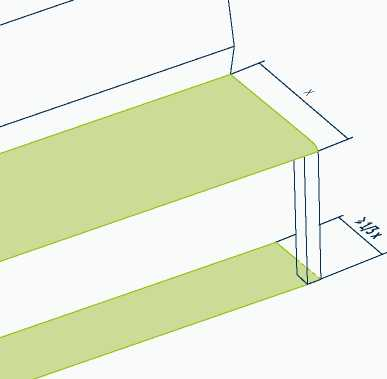 x
≥ 1/3 x